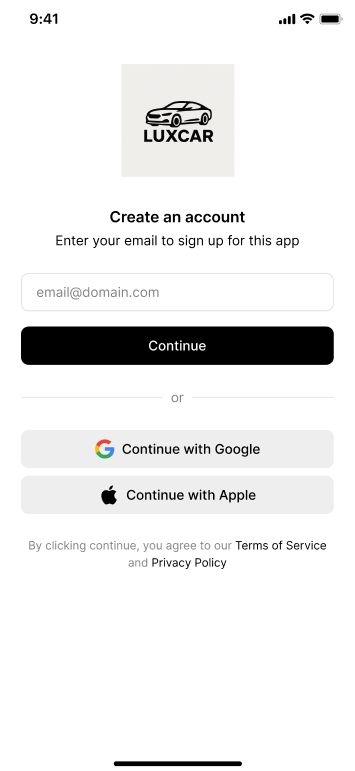 9:41
LUXCAR
Create an account
Enter your email to sign up for this app
email@domain.com
Continue
or
Continue with Google
Continue with Apple
By clicking continue, you agree to our Terms of Service
and Privacy Policy